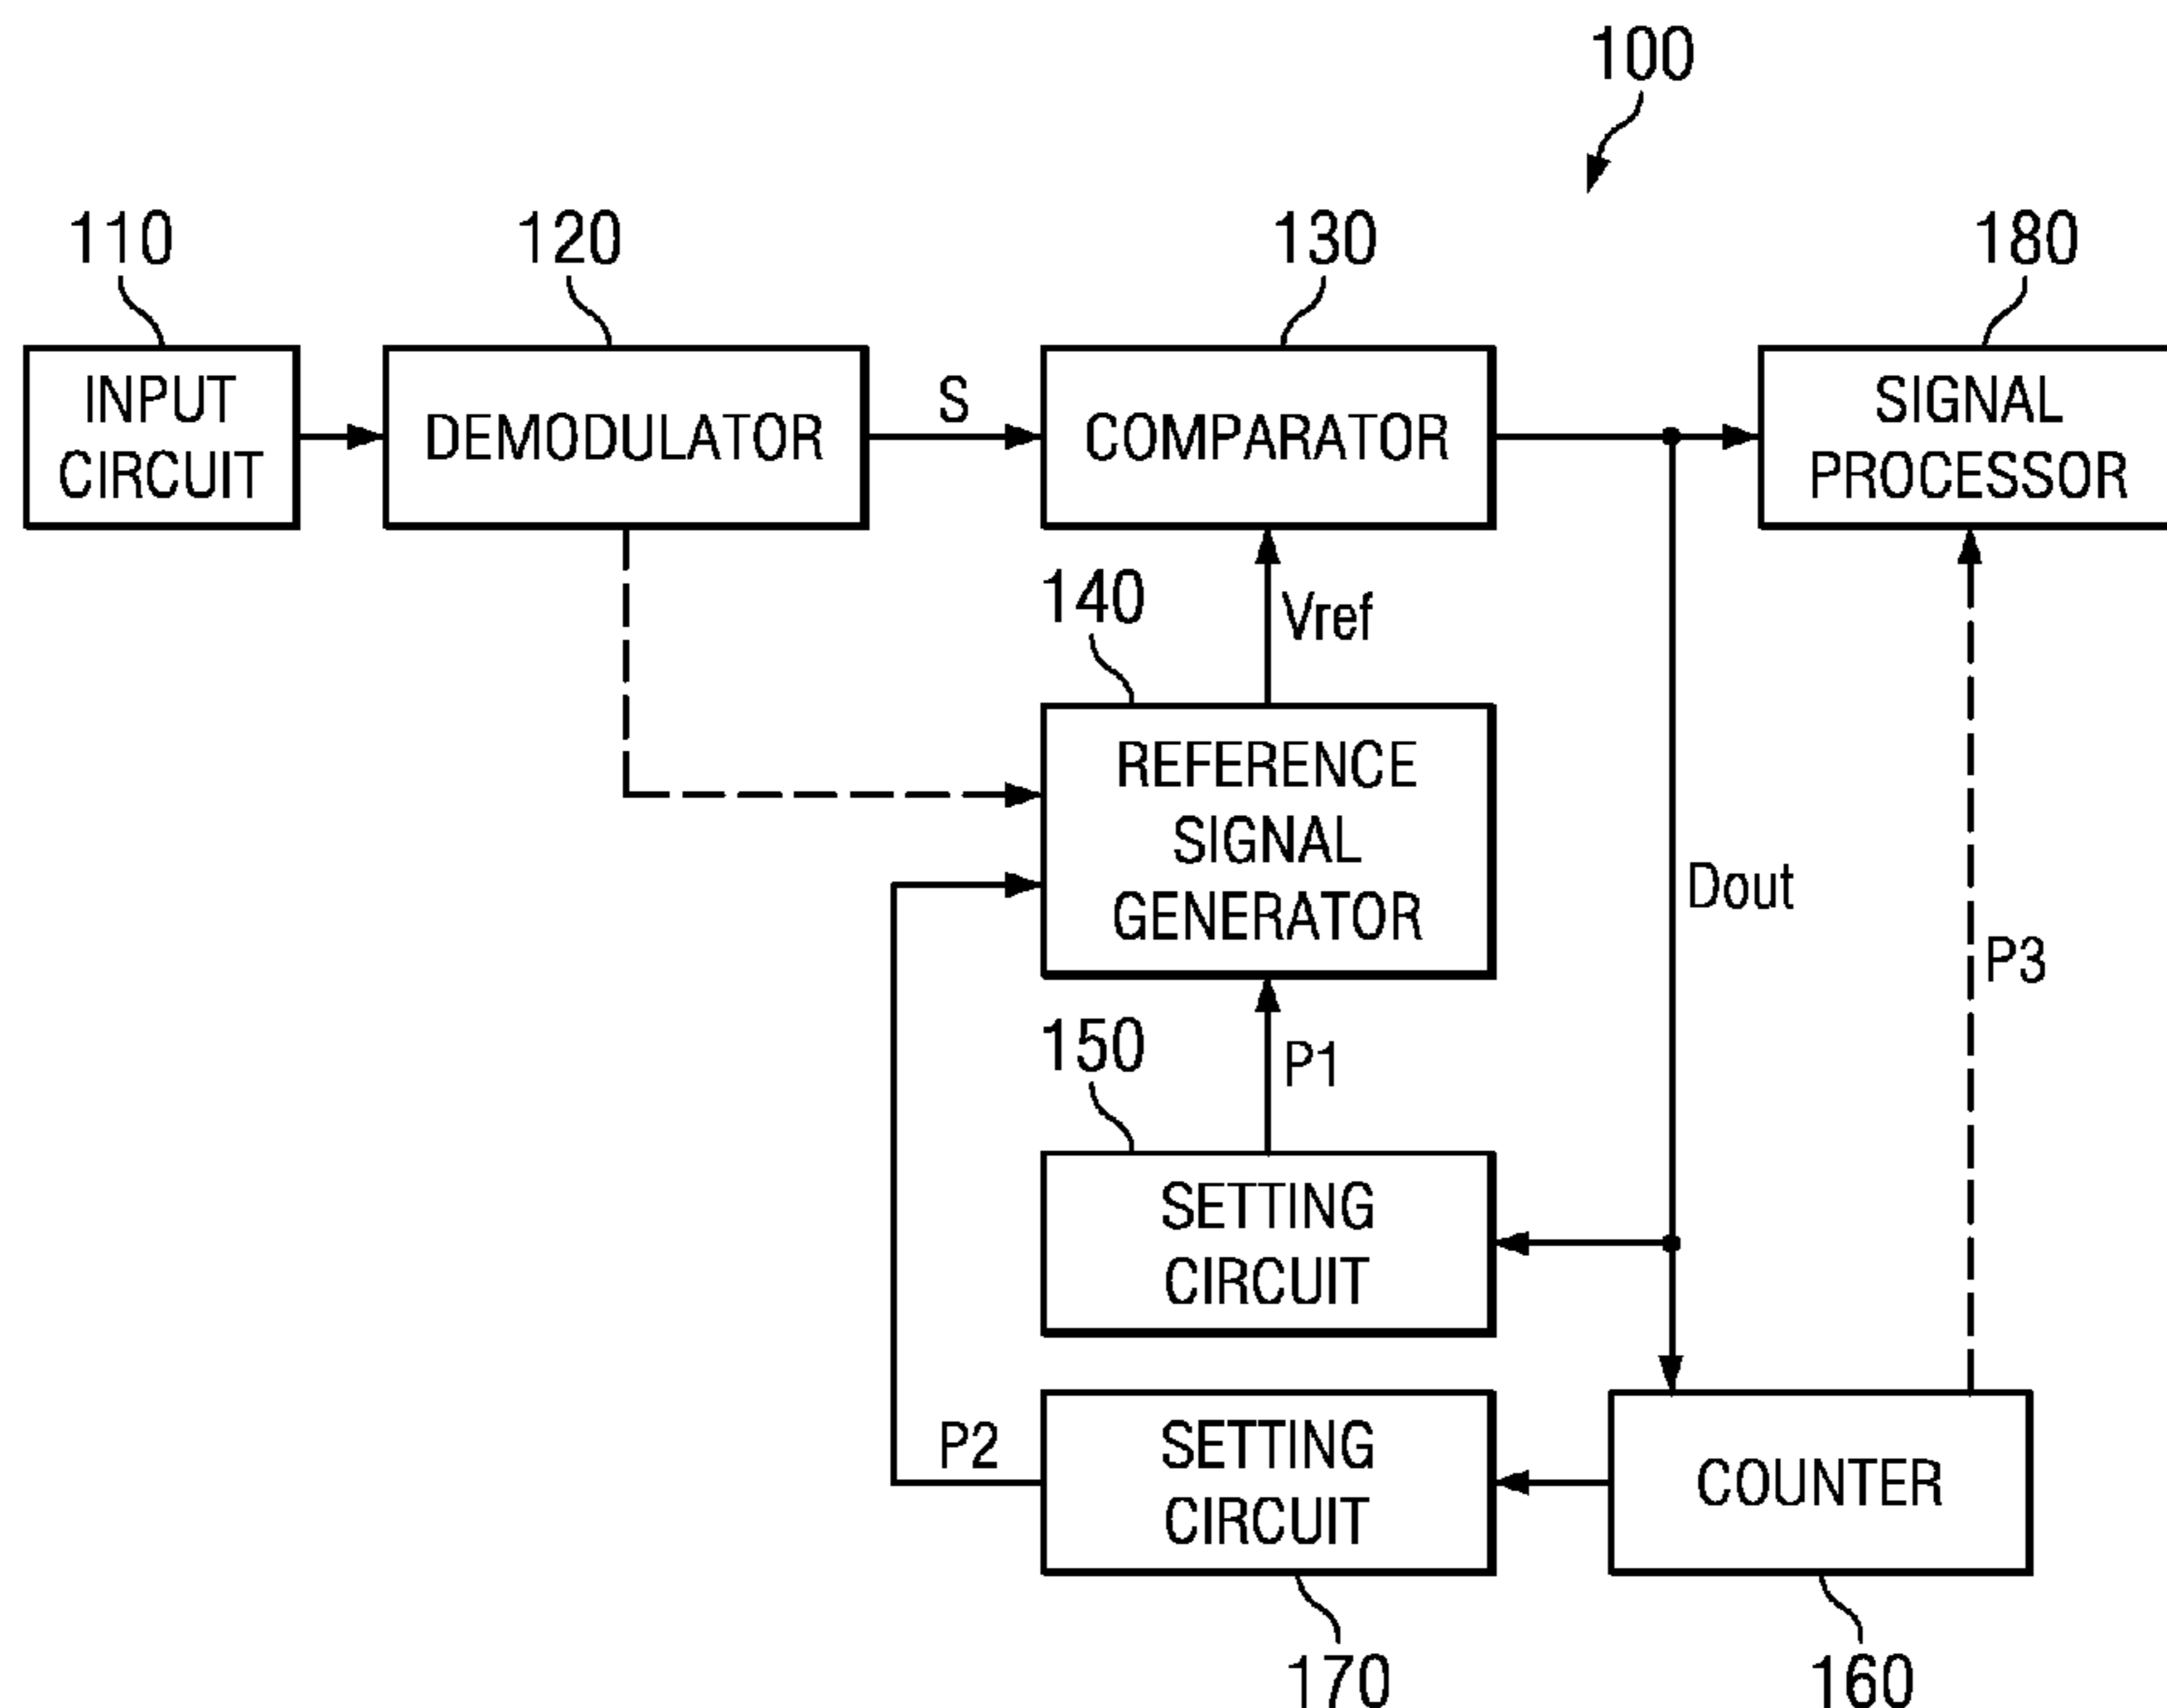 100
110
120
130
180
INPUT
CIRCUIT
DEMODULATOR
S
COMPARATOR
SIGNAL
PROCESSOR
140
Vref
REFERENCE
SIGNAL
GENERATOR
Dout
P3
150
P1
SETTING
CIRCUIT
P2
SETTING
CIRCUIT
COUNTER
170
160